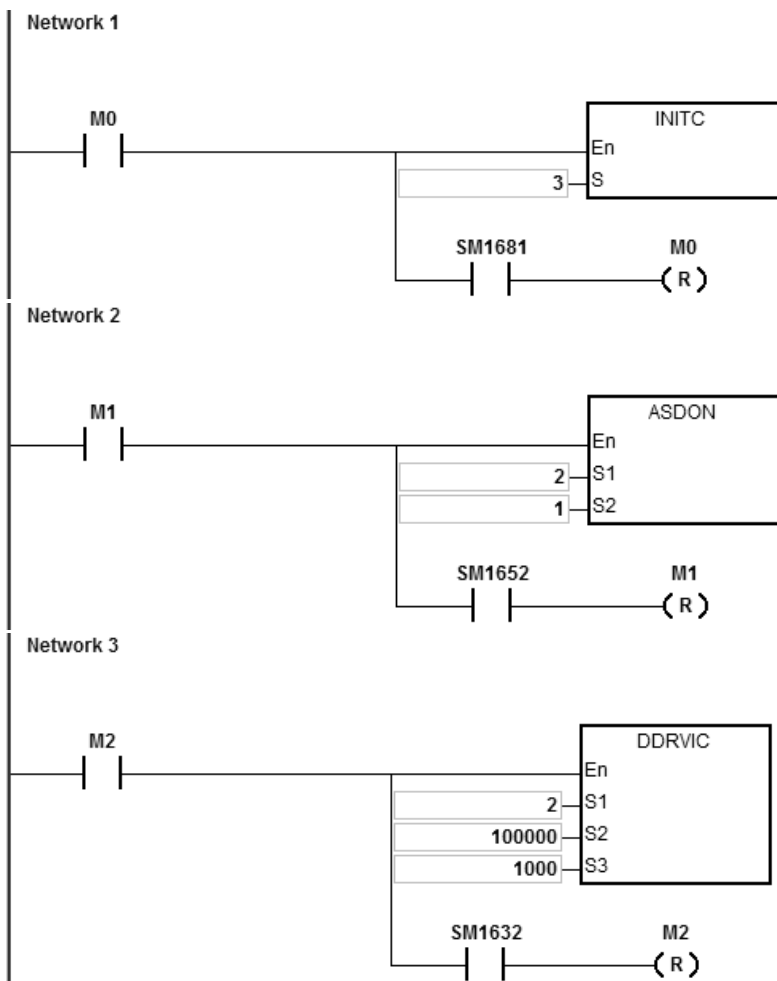 Network 1
M0
INITC
En
3 S
SM1681 M0
( R )
Network 2
M1
ASDON
En
2 S1
1 S2
SM1652 M1
( R )
Network 3
M2
DDRVIC
En
2 S1
100000 S2
1000 S3
SM1632 M2
( R )